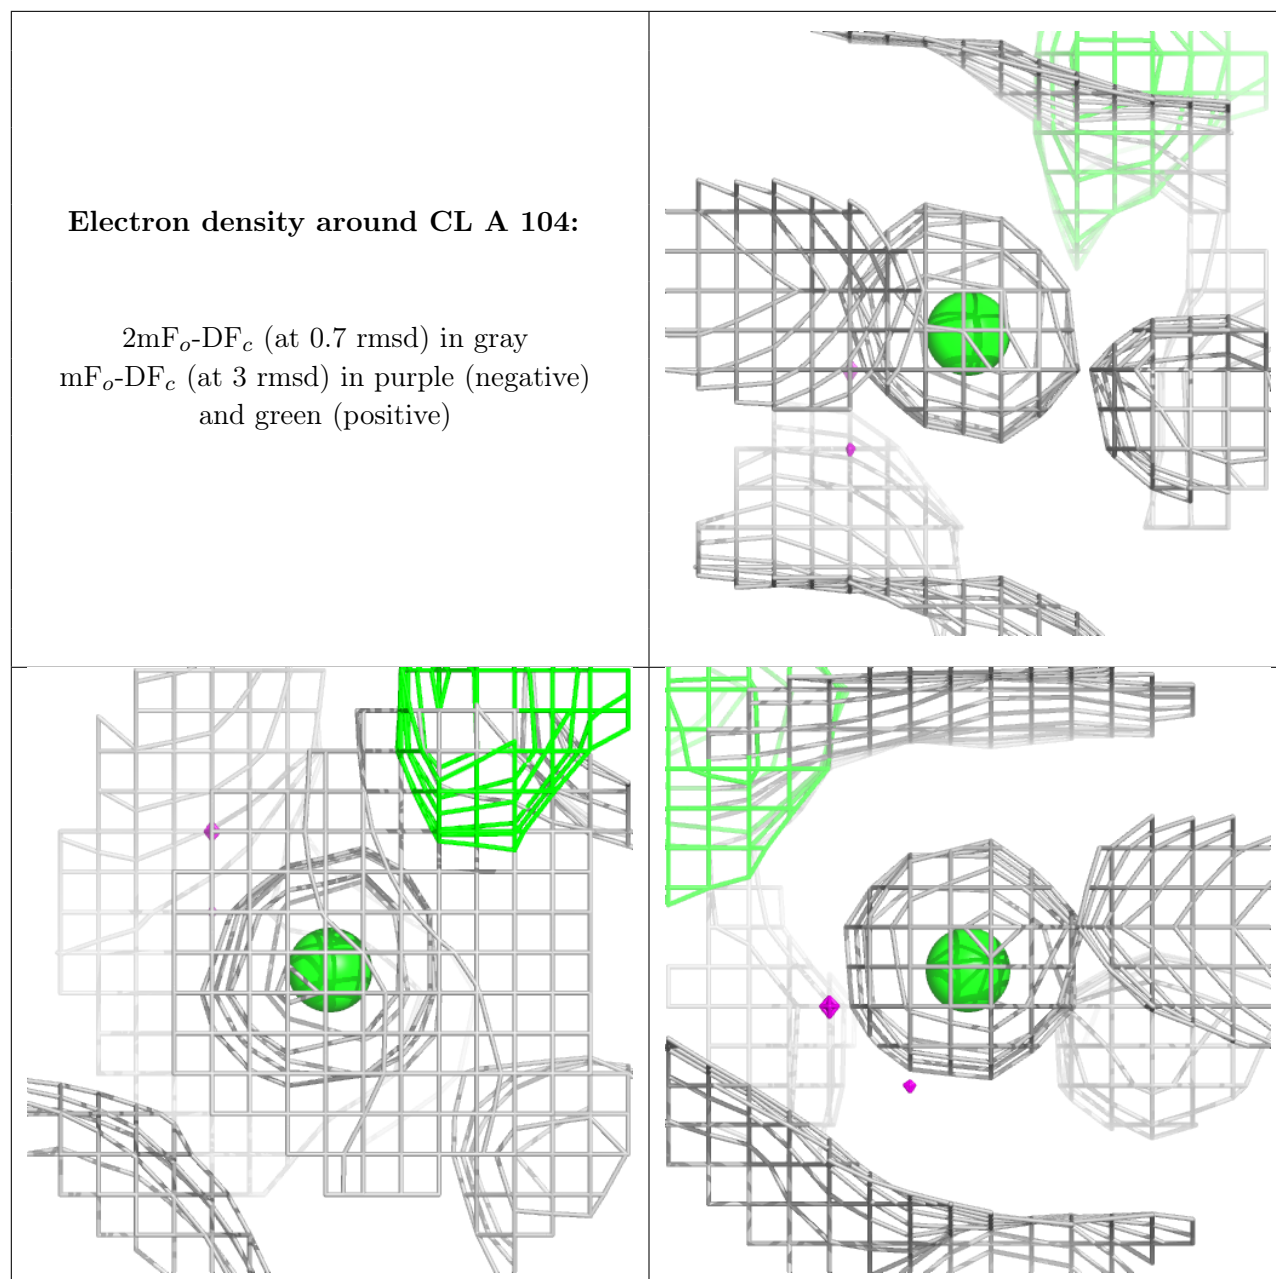 Electron density around CL A 104:
2mFo-DFc (at 0.7 rmsd) in gray
mFo-DFc (at 3 rmsd) in purple (negative)
and green (positive)